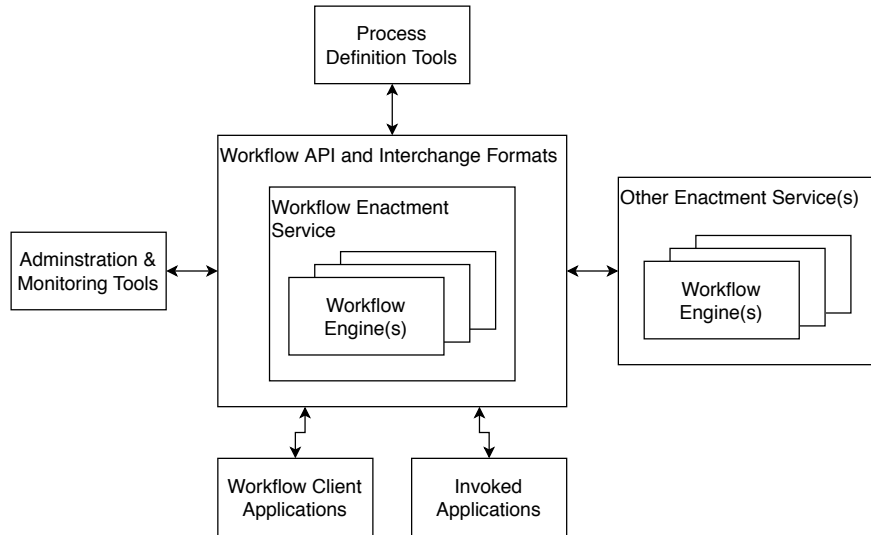 Process
Definition Tools
Workflow API and Interchange Formats
Workflow Enactment
Service
Workflow
Engine(s)
Other Enactment Service(s)
Workflow
Engine(s)
Adminstration &
Monitoring Tools
Workflow Client
Applications
Invoked
Applications